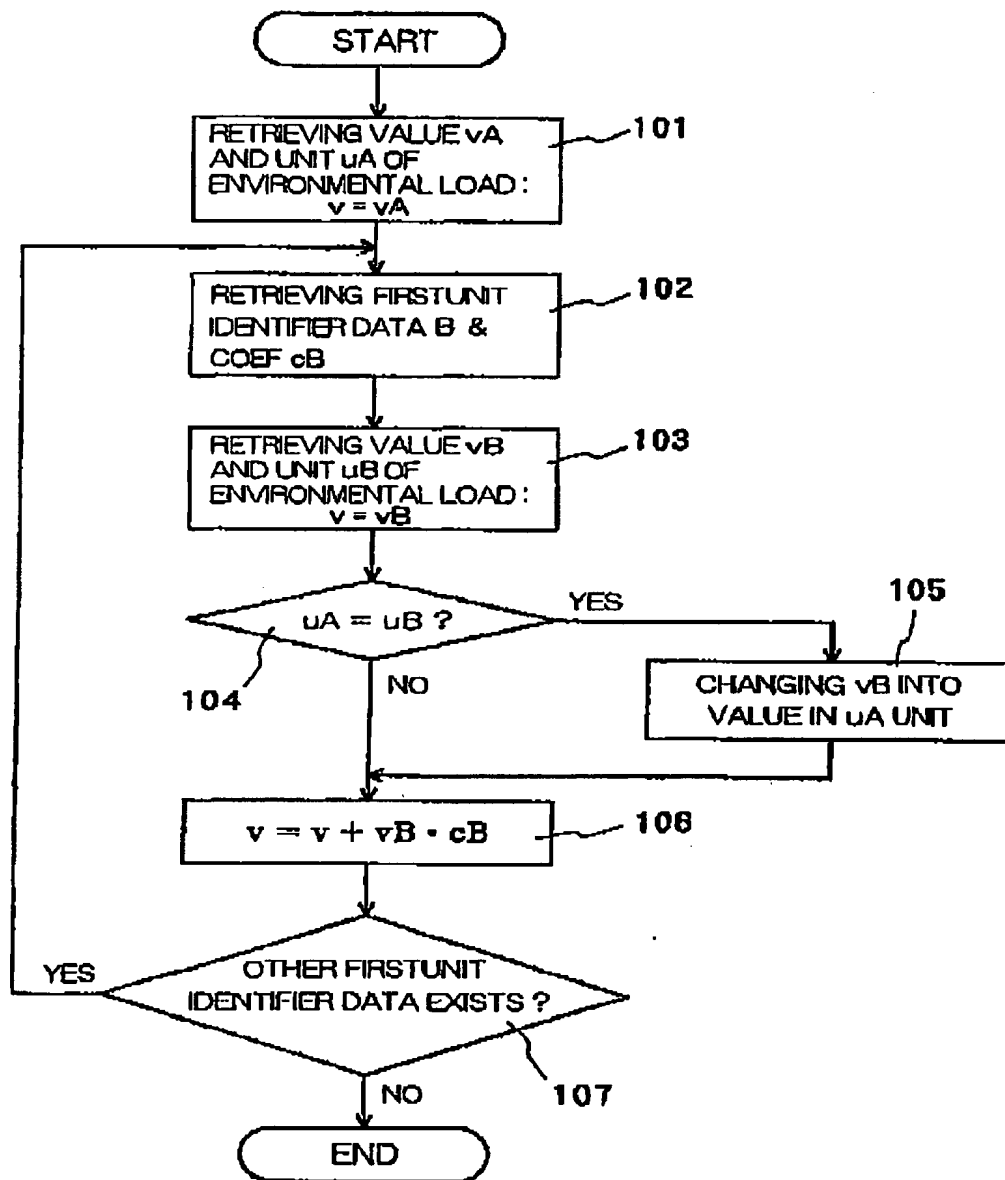 START
RETRIEVING VALUE vA
AND UNIT uA OF
ENVIRONMENTAL LOAD :
v = vA
101
RETRIEVING FIRSTUNIT
IDENTIFIER DATA B &
COEF cB
102
RETRIEVING VALUE vB
AND UNIT uB OF
ENVIRONMENTAL LOAD :
v = vB
103
uA = uB ?
YES
104
NO
105
CHANGING vB INTO
VALUE IN uA UNIT
v = v + vB · cB
106
YES
OTHER FIRSTUNIT
IDENTIFIER DATA EXISTS ?
107
NO
END